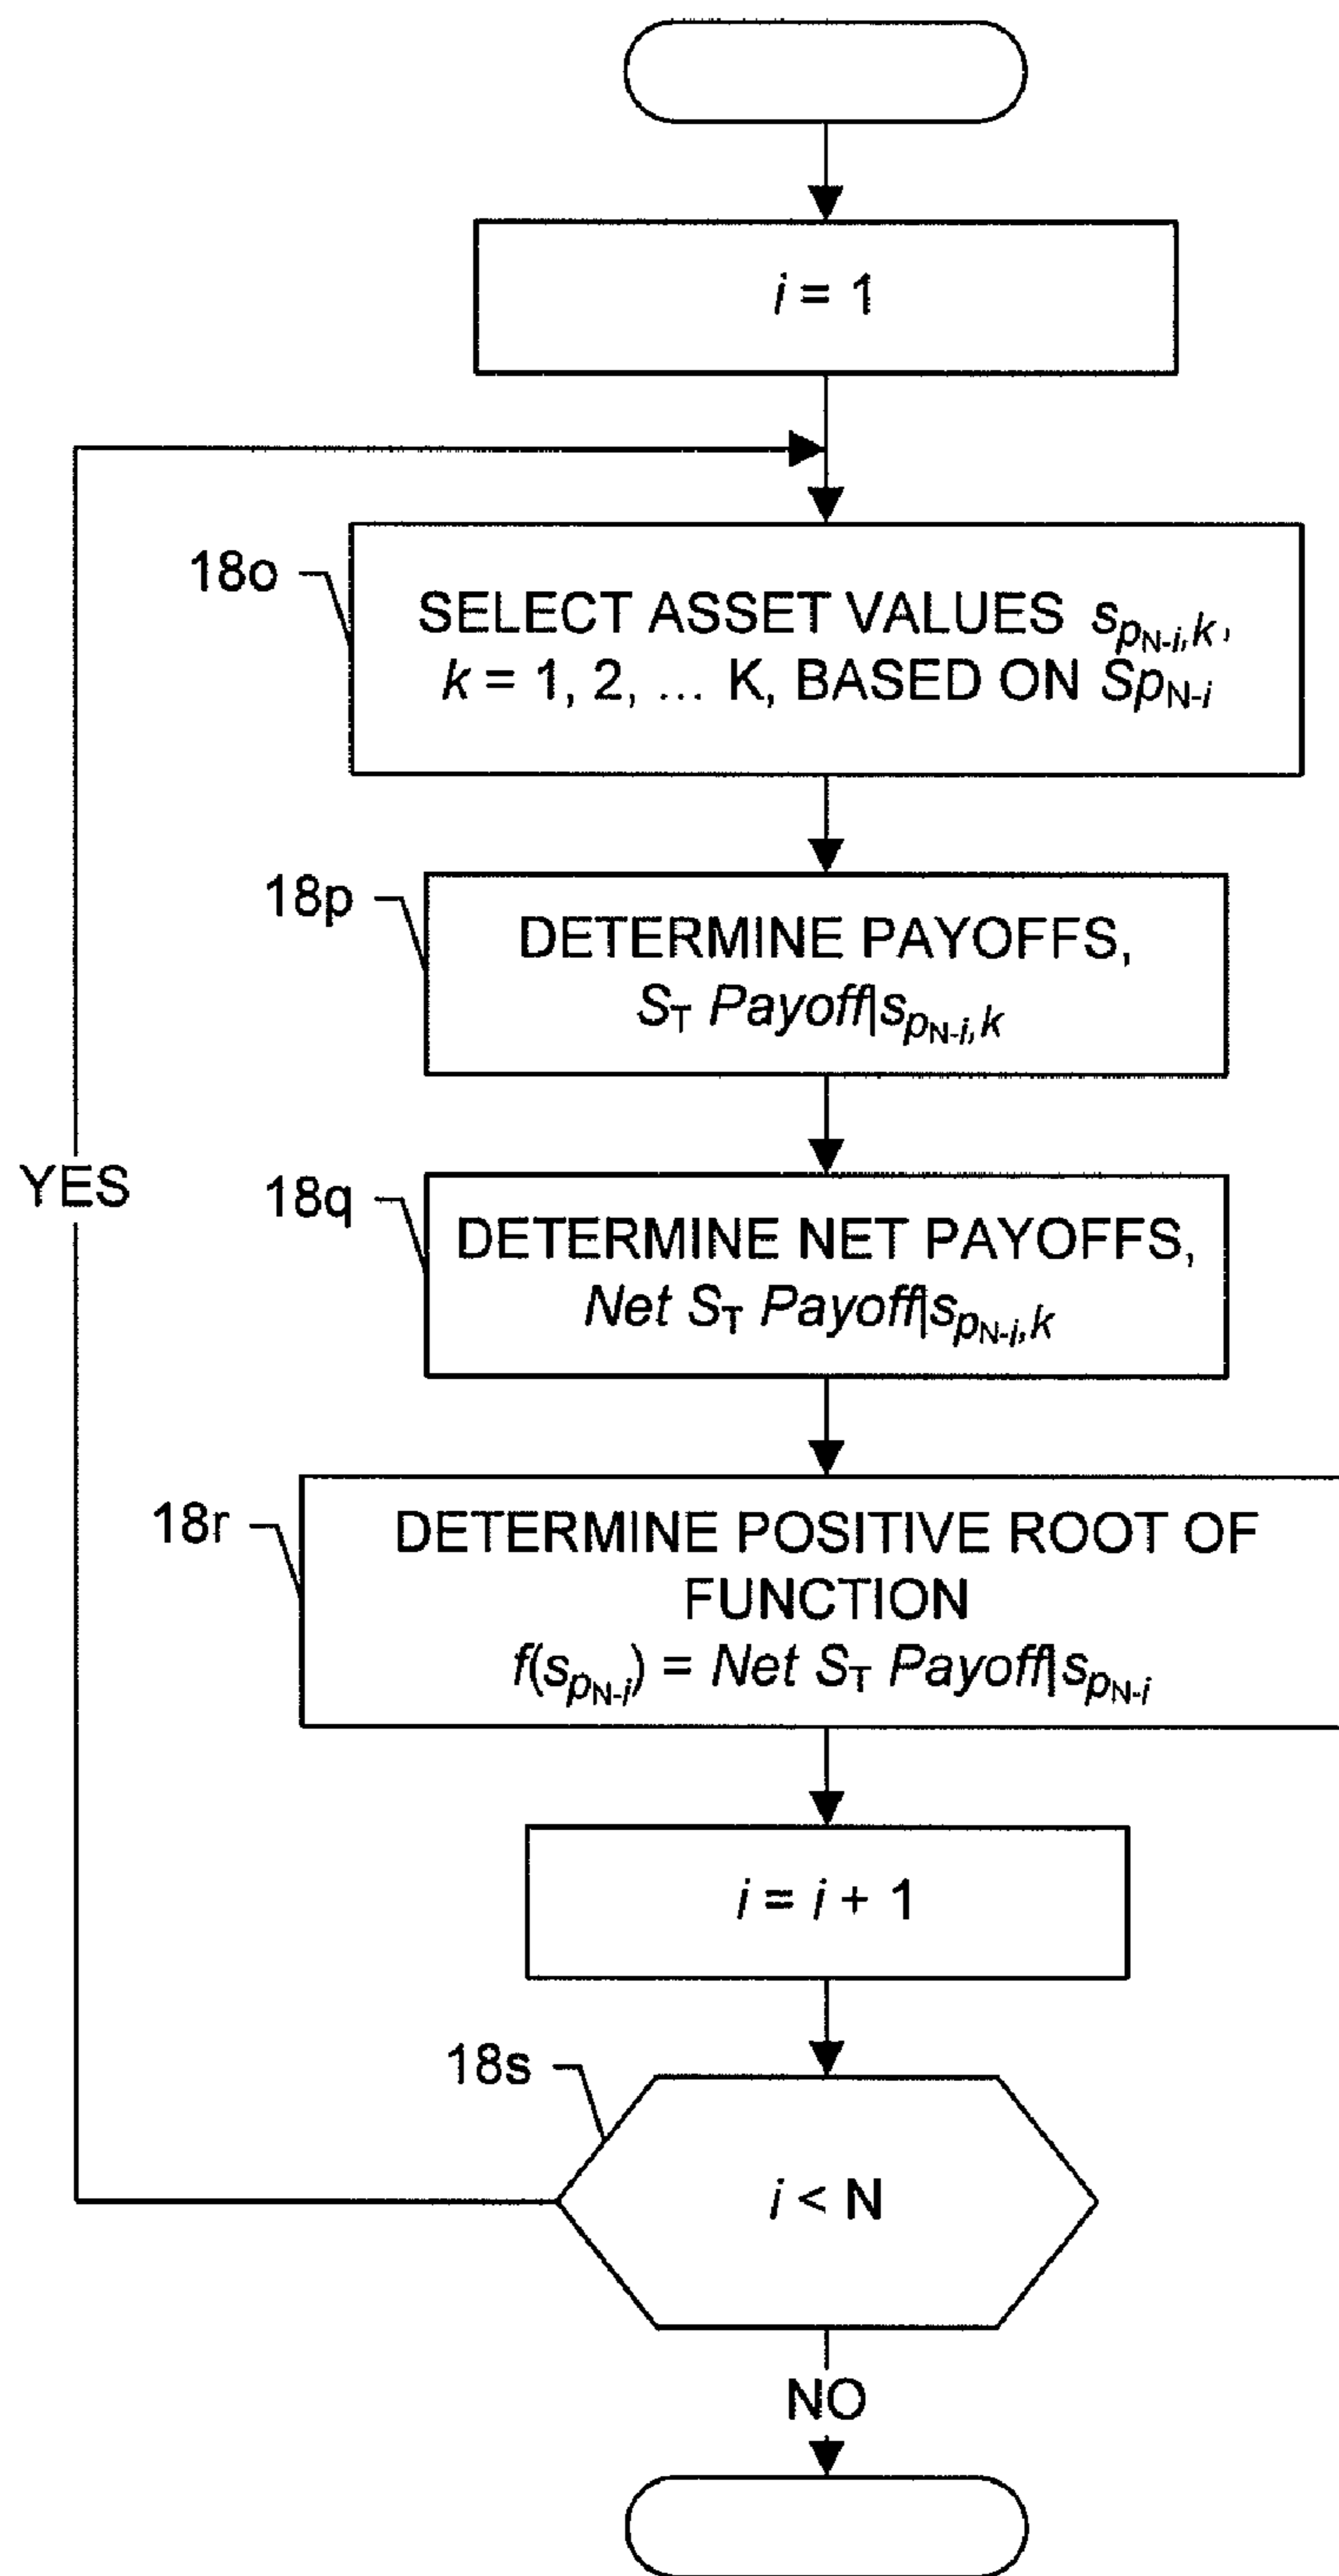 i = 1
18o
SELECT ASSET VALUES s_{p_{N-i},k},
k = 1, 2, ... K, BASED ON Sp_{N-i}
18p
DETERMINE PAYOFFS,
S_T Payoff|s_{p_{N-i},k}
YES
18q
DETERMINE NET PAYOFFS,
Net S_T Payoff|s_{p_{N-i},k}
18r
DETERMINE POSITIVE ROOT OF
FUNCTION
f(s_{p_{N-i}}) = Net S_T Payoff|s_{p_{N-i}}
i = i + 1
18s
i < N
NO